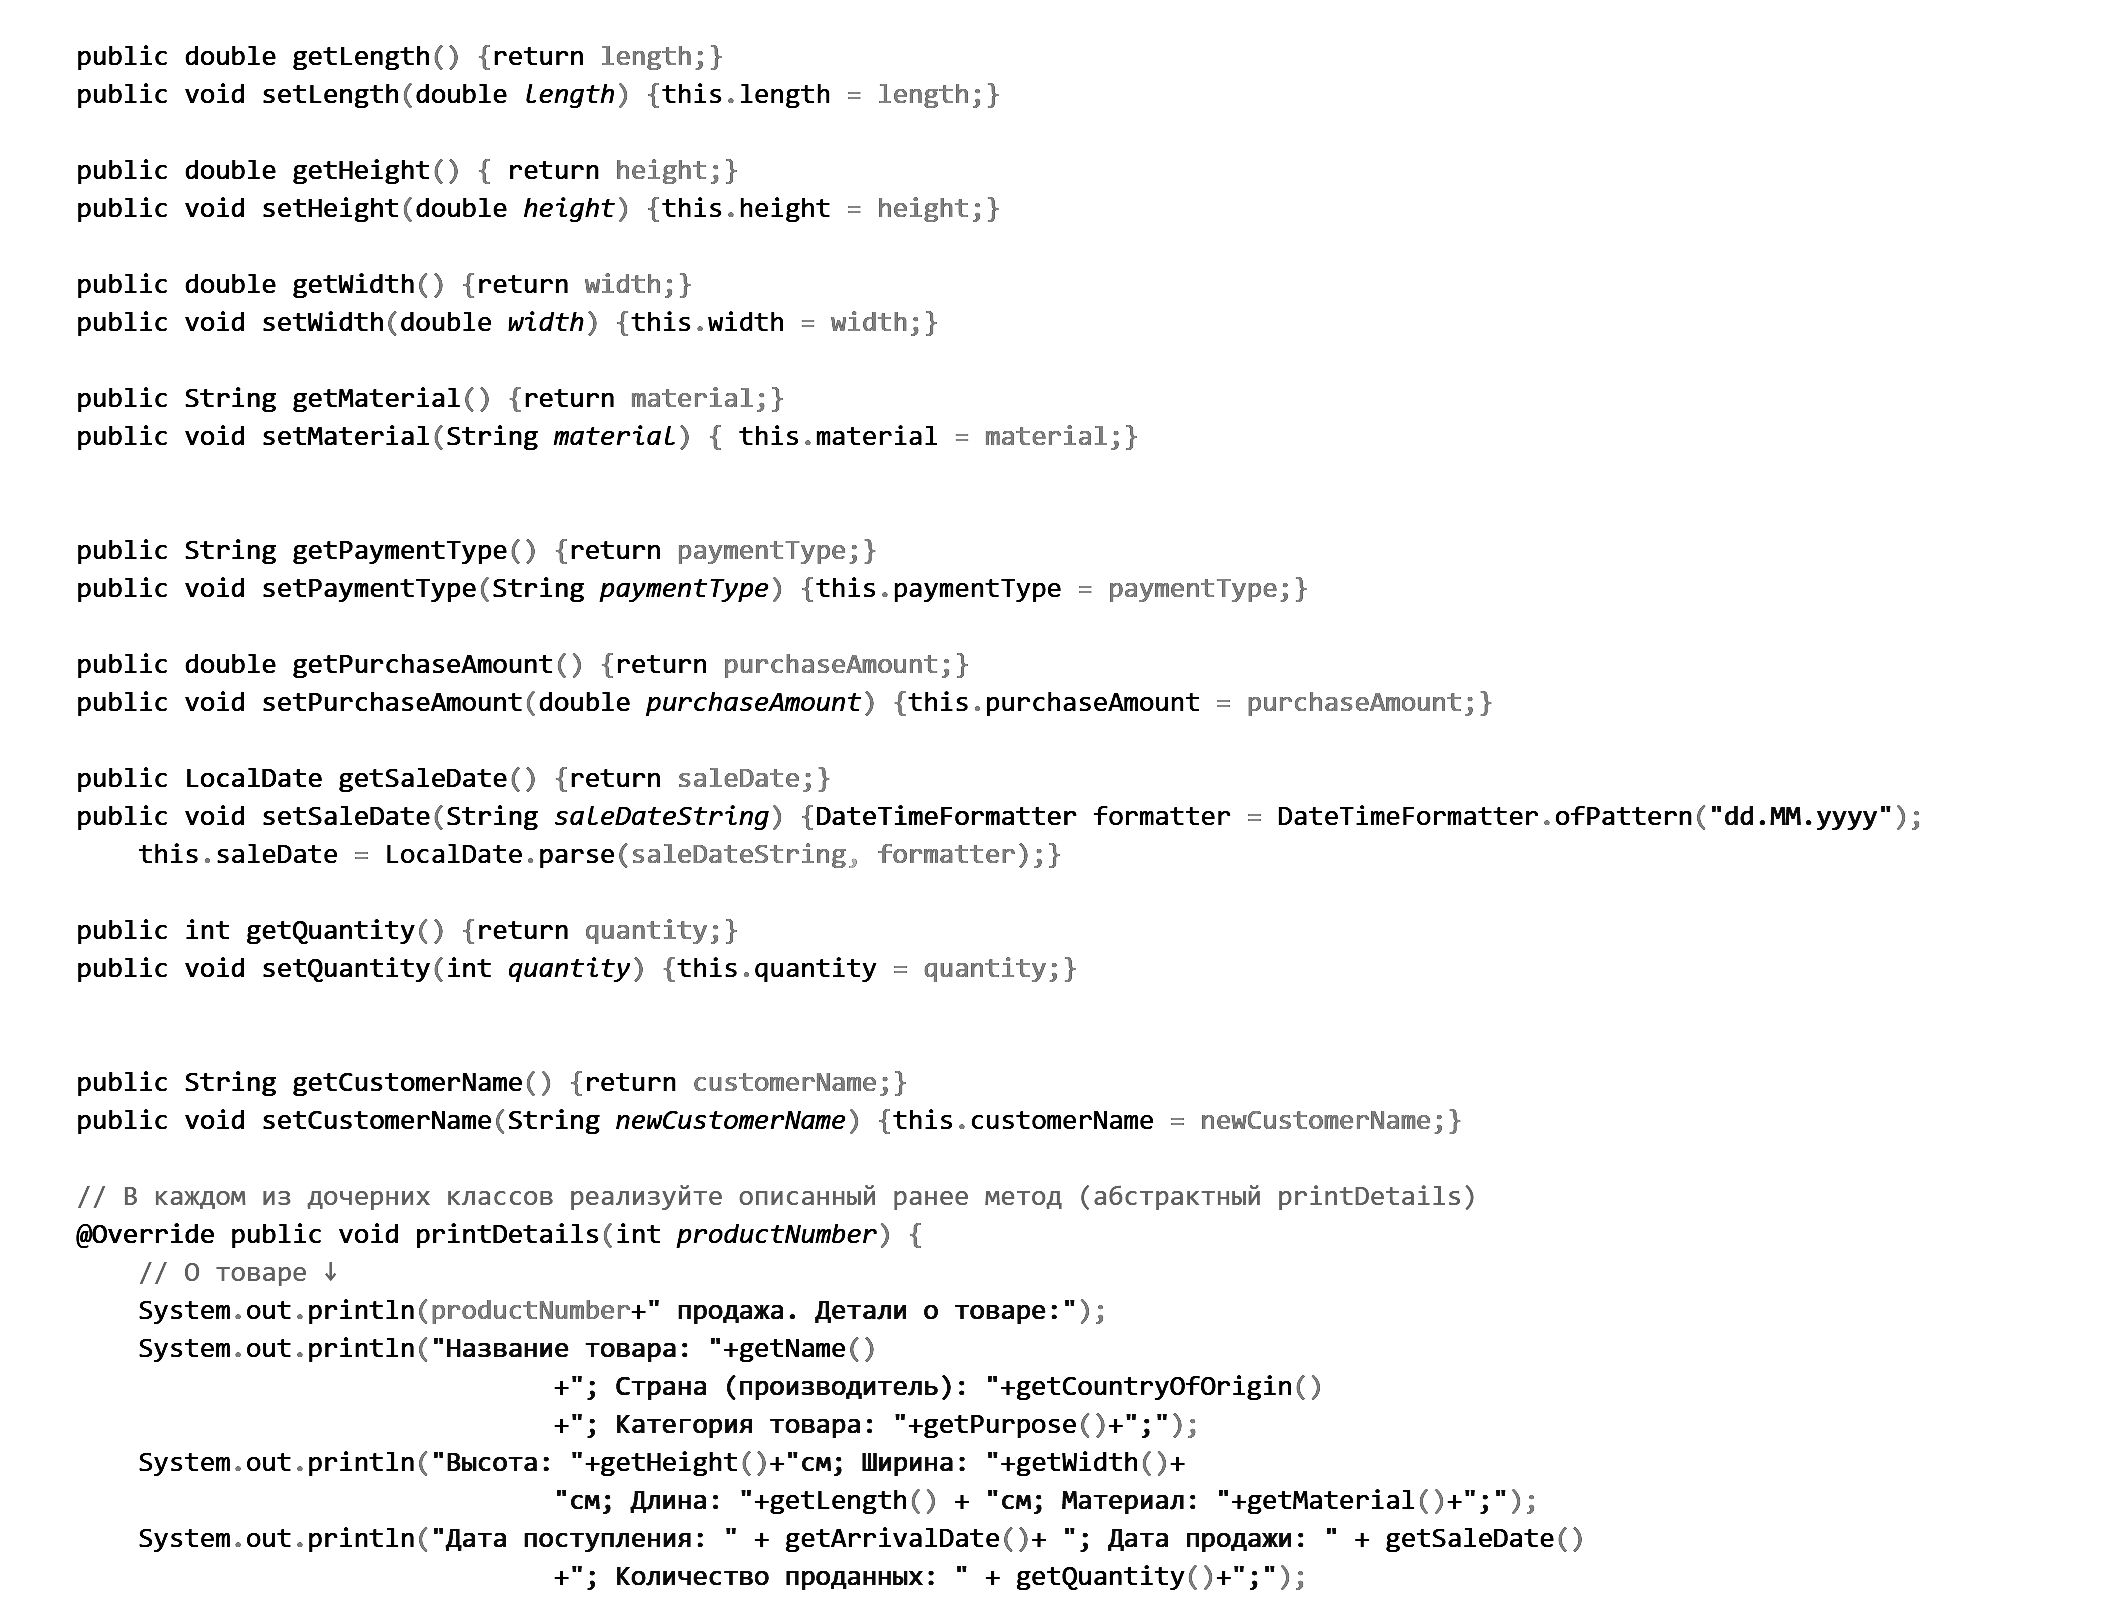 public double getLength() {return length;}
public void setLength(double length) {this.length = length;}
public double getHeight() { return height;}
public void setHeight(double height) {this.height = height;}
public double getWidth() {return width;}
public void setWidth(double width) {this.width = width;}
public String getMaterial() {return material;}
public void setMaterial(String material) { this.material = material;}
public String getPaymentType() {return paymentType;}
public void setPaymentType(String paymentType) {this.paymentType = paymentType;}
public double getPurchaseAmount() {return purchaseAmount;}
public void setPurchaseAmount(double purchaseAmount) {this.purchaseAmount = purchaseAmount;}
public LocalDate getSaleDate() {return saleDate;}
public void setSaleDate(String saleDateString) {DateTimeFormatter formatter = DateTimeFormatter.ofPattern("dd.MM.yyyy");
this.saleDate = LocalDate.parse(saleDateString, formatter);}
public int getQuantity() {return quantity;}
public void setQuantity(int quantity) {this.quantity = quantity;}
public String getCustomerName() {return customerName;}
public void setCustomerName(String newCustomerName) {this.customerName = newCustomerName;}
// В каждом из дочерних классов реализуйте описанный ранее метод (абстрактный printDetails)
@Override public void printDetails(int productNumber) {
// О товаре ↓
System.out.println(productNumber+" продажа. Детали о товаре:");
System.out.println("Название товара: "+getName()
+"; Страна (производитель): "+getCountryOfOrigin()
+"; Категория товара: "+getPurpose()+";");
System.out.println("Высота: "+getHeight()+"см; Ширина: "+getWidth()+
"см; Длина: "+getLength() + "см; Материал: "+getMaterial()+";");
System.out.println("Дата поступления: " + getArrivalDate()+ "; Дата продажи: " + getSaleDate()
+"; Количество проданных: " + getQuantity()+";");